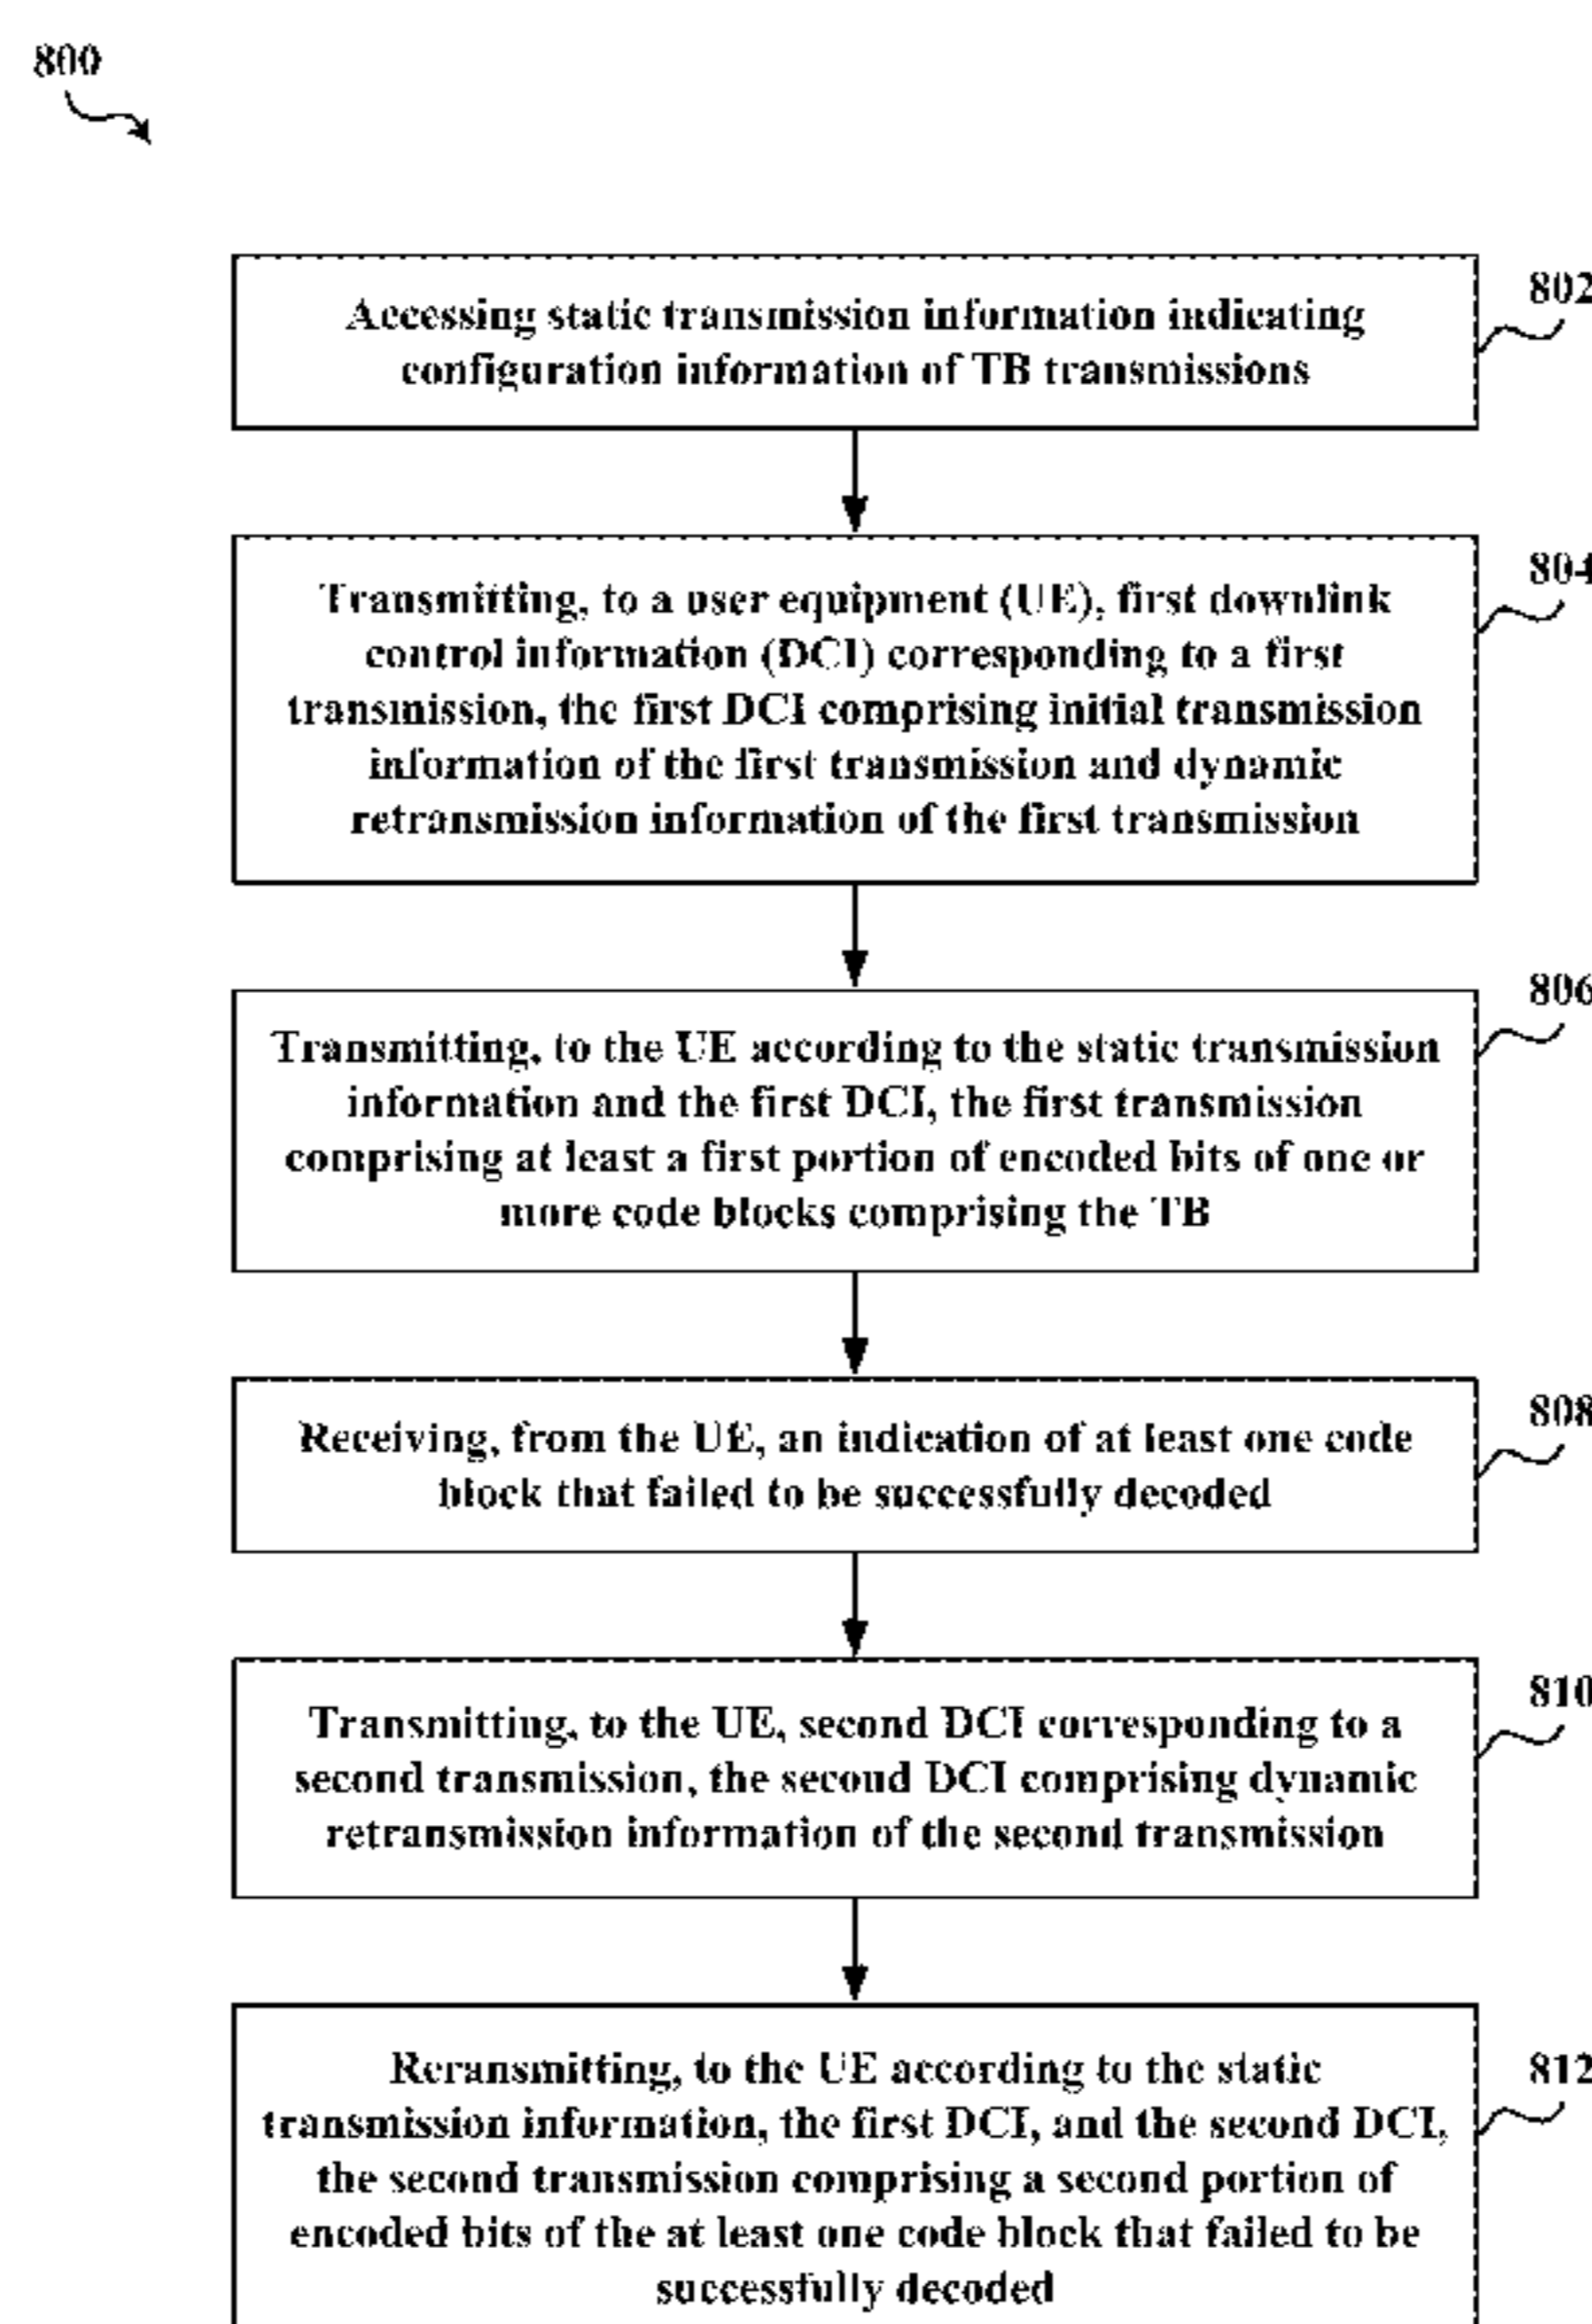 800
802
Accessing static transmission information indicating
configuration information of TB transmissions
804
Transmitting, to a user equipment (UE), first downlink
control information (DCI) corresponding to a first
transmission, the first DCI comprising initial transmission
information of the first transmission and dynamic
retransmission information of the first transmission
806
Transmitting, to the UE according to the static transmission
information and the first DCI, the first transmission
comprising at least a first portion of encoded bits of one or
more code blocks comprising the TB
808
Receiving, from the UE, an indication of at least one code
block that failed to be successfully decoded
810
Transmitting, to the UE, second DCI corresponding to a
second transmission, the second DCI comprising dynamic
retransmission information of the second transmission
812
Reransmitting, to the UE according to the static
transmission information, the first DCI, and the second DCI,
the second transmission comprising a second portion of
encoded bits of the at least one code block that failed to be
successfully decoded